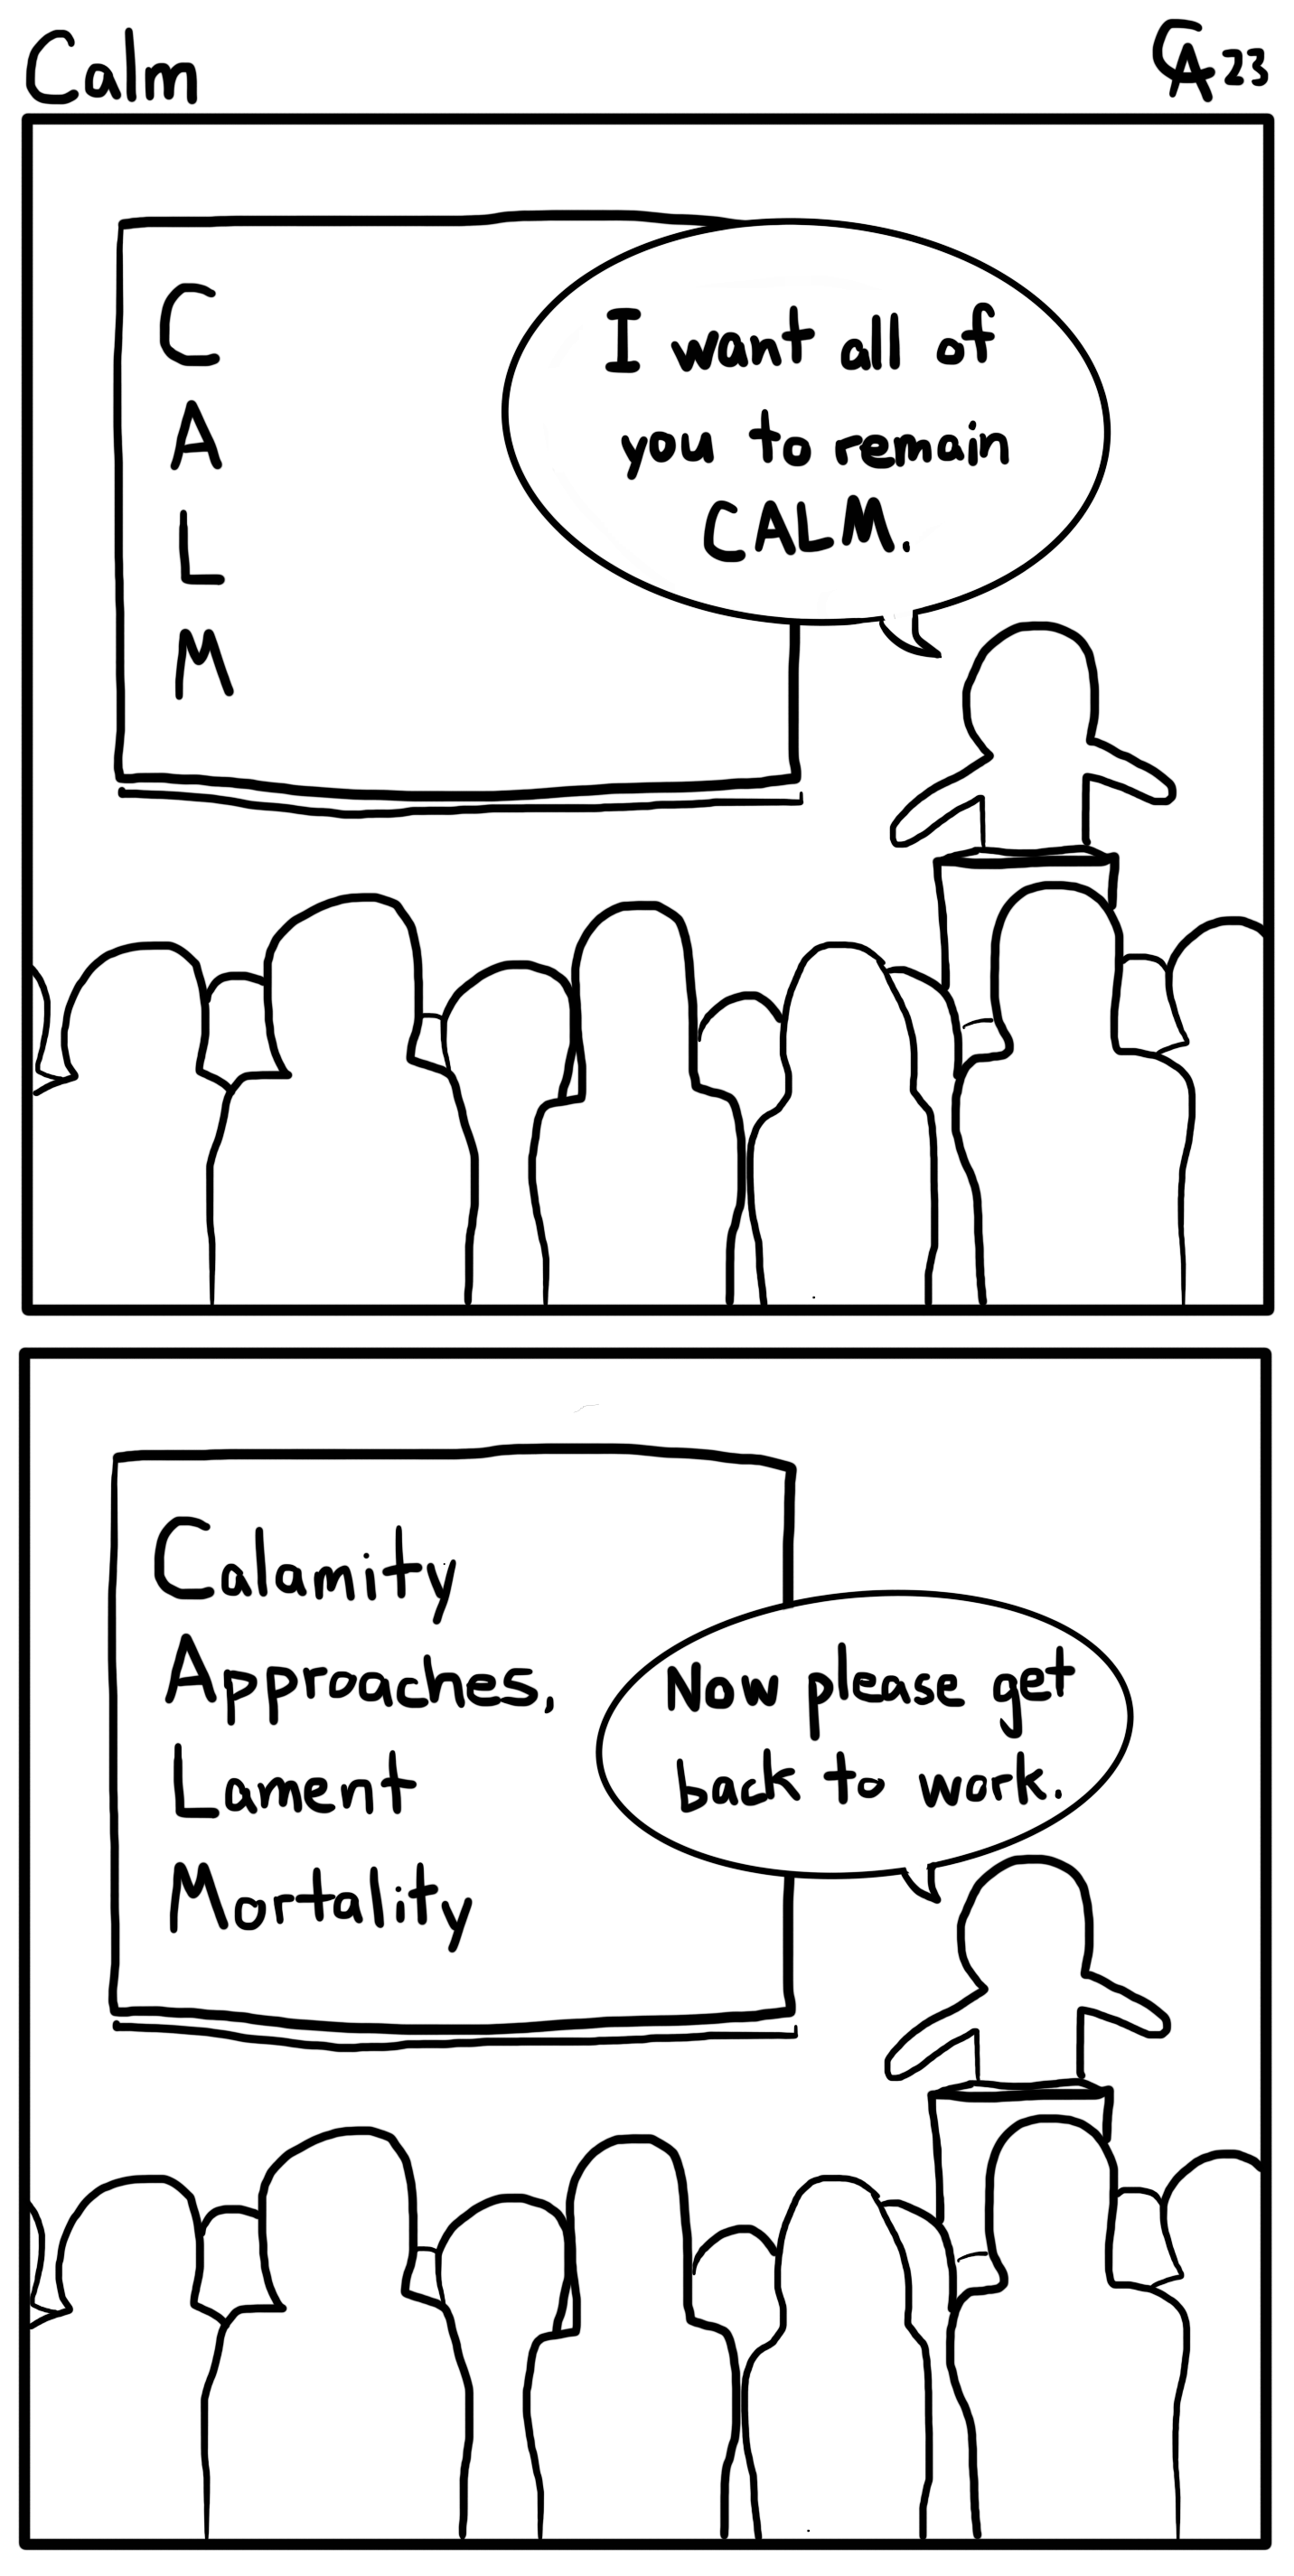 Calm
CA 23
C
A
L
M
I want all of
you to remain
CALM.
Calamity
Approaches,
Lament
Mortality
Now please get
back to work.